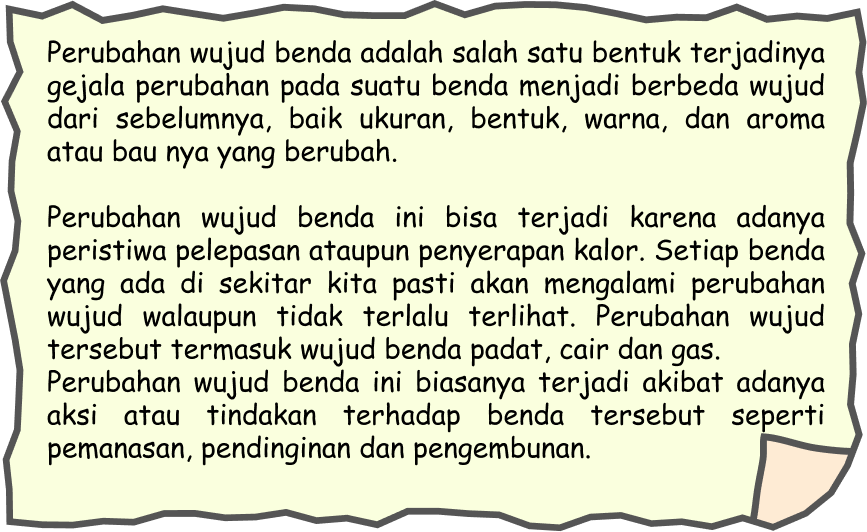 Perubahan wujud benda adalah salah satu bentuk terjadinya
gejala perubahan pada suatu benda menjadi berbeda wujud
dari sebelumnya, baik ukuran, bentuk, warna, dan aroma
atau bau nya yang berubah.
Perubahan wujud benda ini bisa terjadi karena adanya
peristiwa pelepasan ataupun penyerapan kalor. Setiap benda
yang ada di sekitar kita pasti akan mengalami perubahan
wujud walaupun tidak terlalu terlihat. Perubahan wujud
tersebut termasuk wujud benda padat, cair dan gas.
Perubahan wujud benda ini biasanya terjadi akibat adanya
aksi atau tindakan terhadap benda tersebut seperti
pemanasan, pendinginan dan pengembunan.